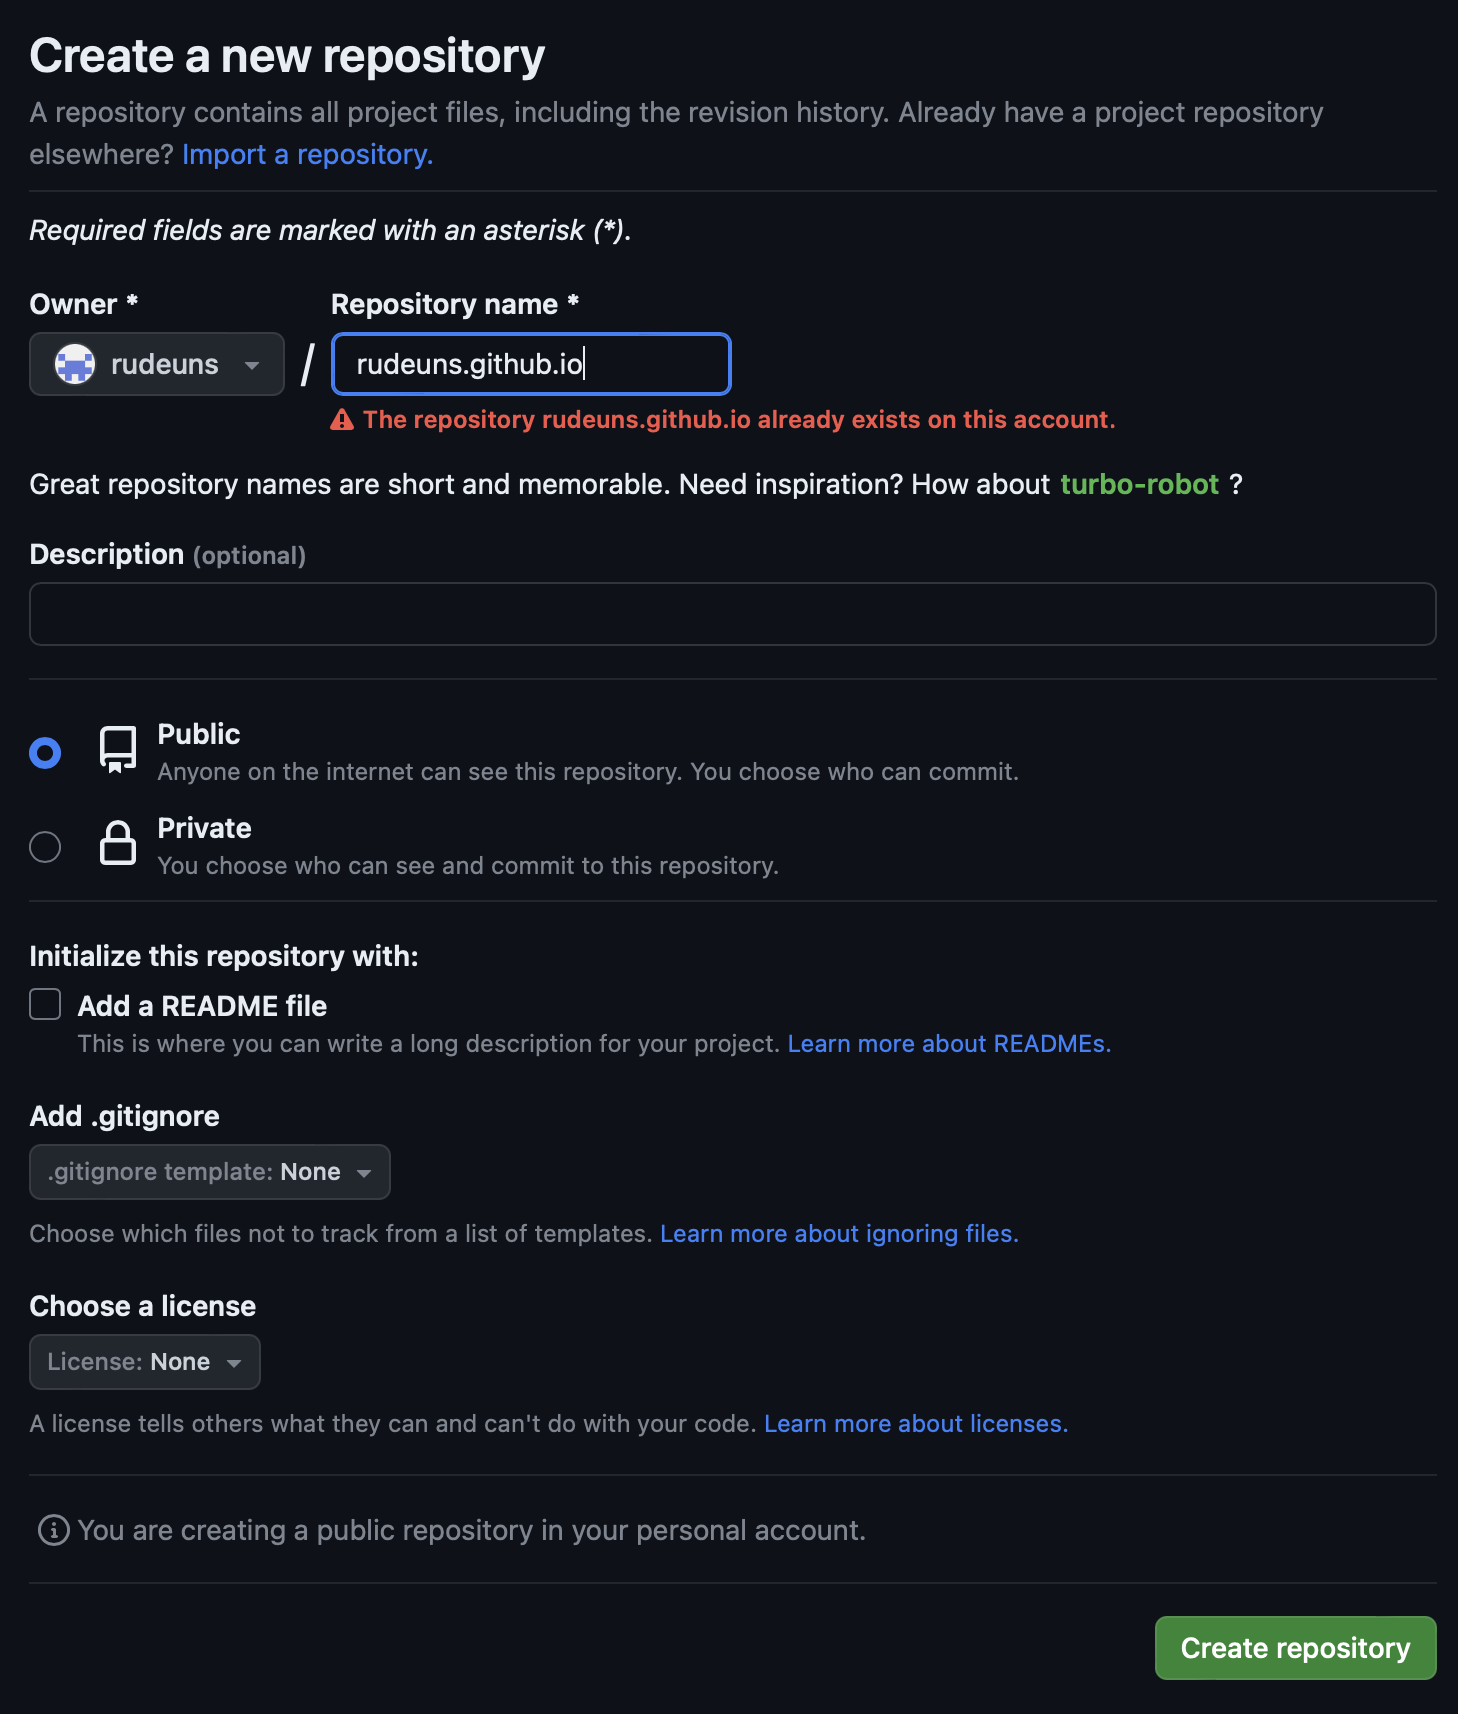 Create a new repository
A repository contains all project files, including the revision history. Already have a project repository
elsewhere? Import a repository.
Required fields are marked with an asterisk (*).
Owner * Repository name *
rudeuns / rudeuns.github.io
The repository rudeuns.github.io already exists on this account.
Great repository names are short and memorable. Need inspiration? How about turbo-robot ?
Description (optional)
Public
Anyone on the internet can see this repository. You choose who can commit.
Private
You choose who can see and commit to this repository.
Initialize this repository with:
Add a README file
This is where you can write a long description for your project. Learn more about READMEs.
Add .gitignore
.gitignore template: None
Choose which files not to track from a list of templates. Learn more about ignoring files.
Choose a license
License: None
A license tells others what they can and can't do with your code. Learn more about licenses.
You are creating a public repository in your personal account.
Create repository